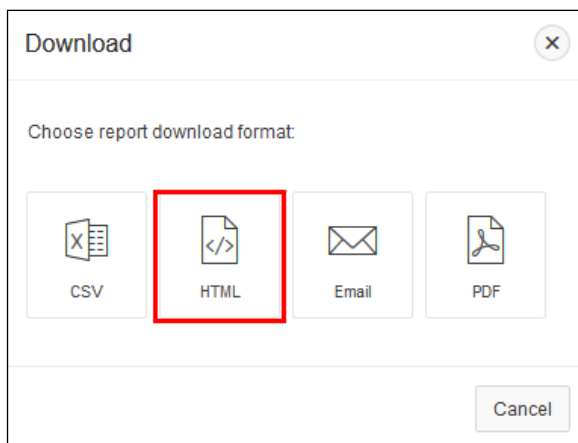 Download
Choose report download format:
CSV
HTML
Email
PDF
Cancel